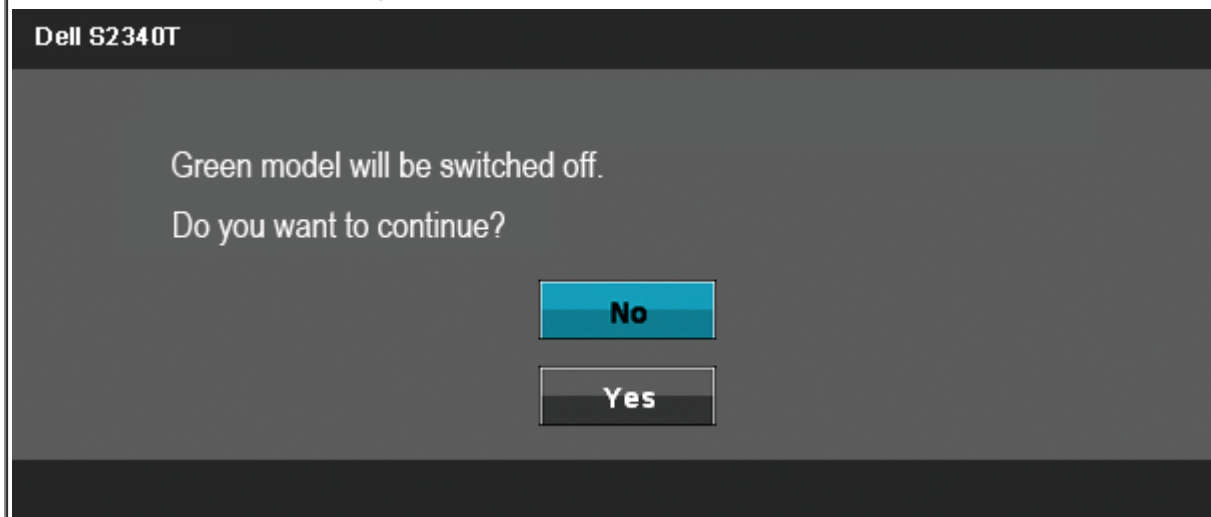 Dell S2340T
Green model will be switched off.
Do you want to continue?
No
Yes